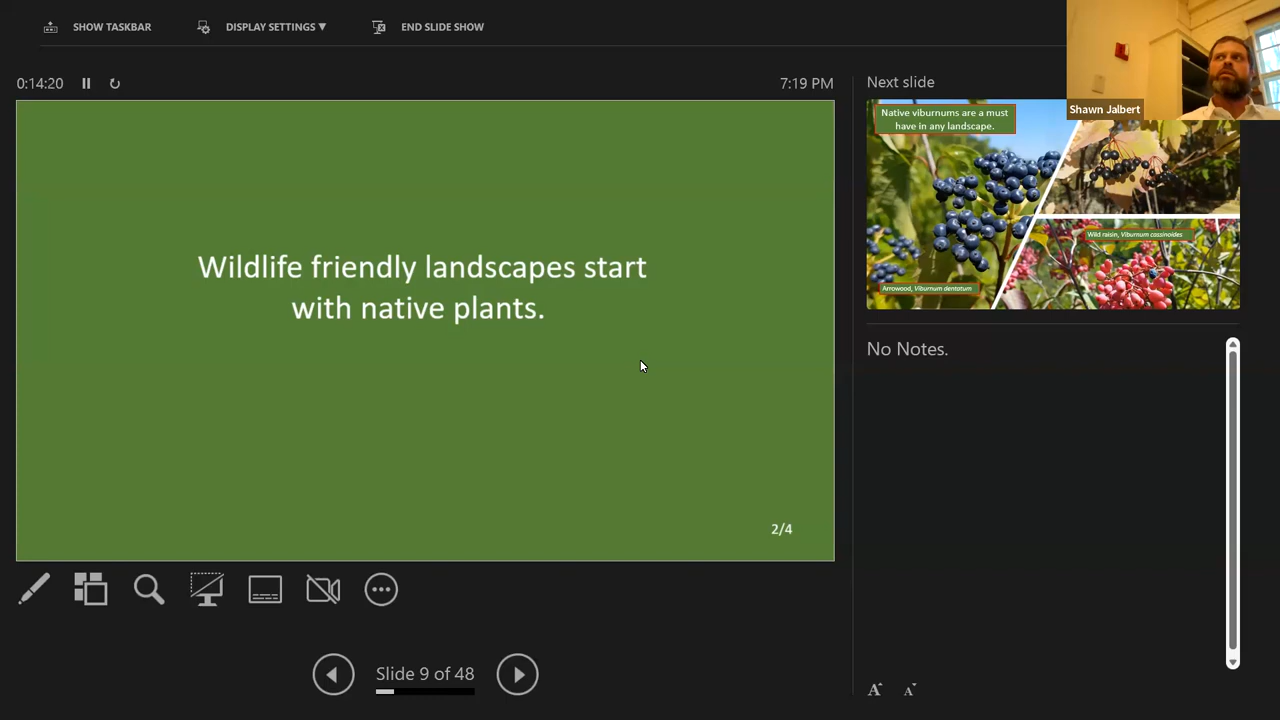 SHOW TASKBAR
DISPLAY SETTINGS ▼
END SLIDE SHOW
0:14:20
7:19 PM
Next slide
Shawn Jalbert
Native viburnums are a must
have in any landscape.
Wild raisin, Viburnum cassinoides
Arrowood, Viburnum dentatum
Wildlife friendly landscapes start
with native plants.
2/4
No Notes.
Slide 9 of 48
A A